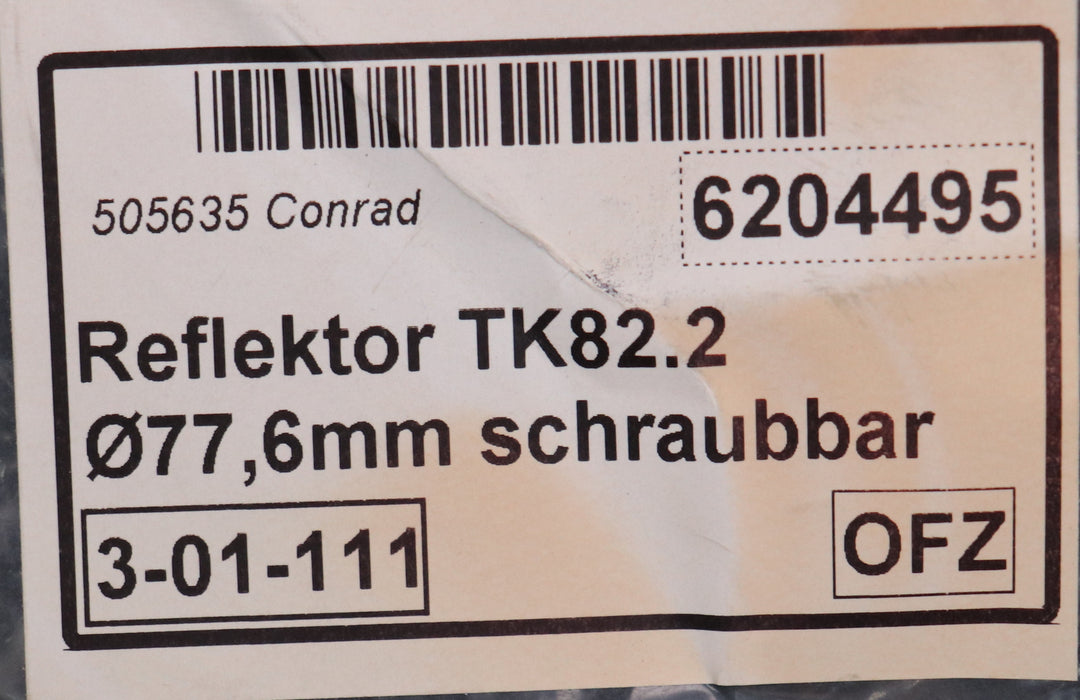 505635 Conrad
6204495
Reflektor TK82.2
Ø77,6mm schraubbar
3-01-111
OFZ